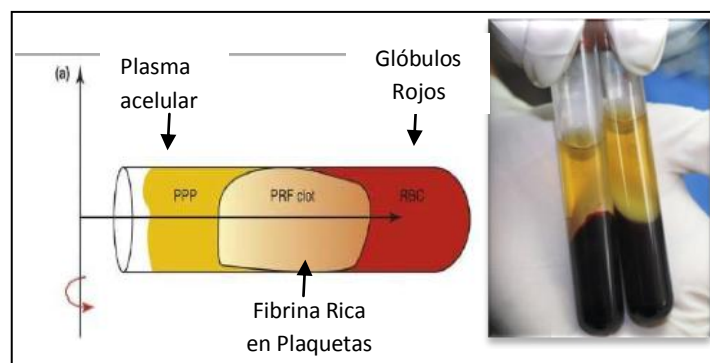 (a)
Plasma
acelular
Glóbulos
Rojos
PPP
PRF clot
RBC
Fibrina Rica
en Plaquetas